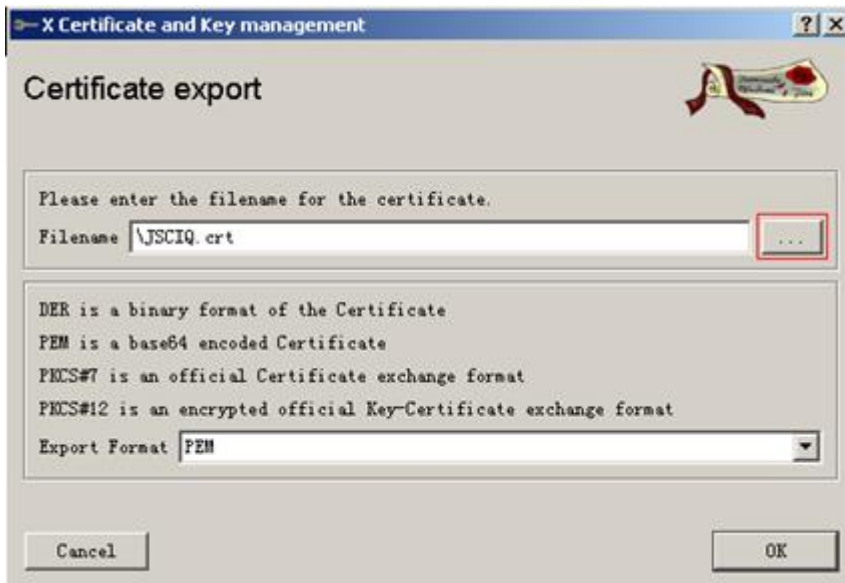 X Certificate and Key management
Certificate export
Please enter the filename for the certificate.
Filename \JSCIQ.crt ...
DER is a binary format of the Certificate
PEM is a base64 encoded Certificate
PKCS#7 is an official Certificate exchange format
PKCS#12 is an encrypted official Key-Certificate exchange format
Export Format PEM
Cancel OK